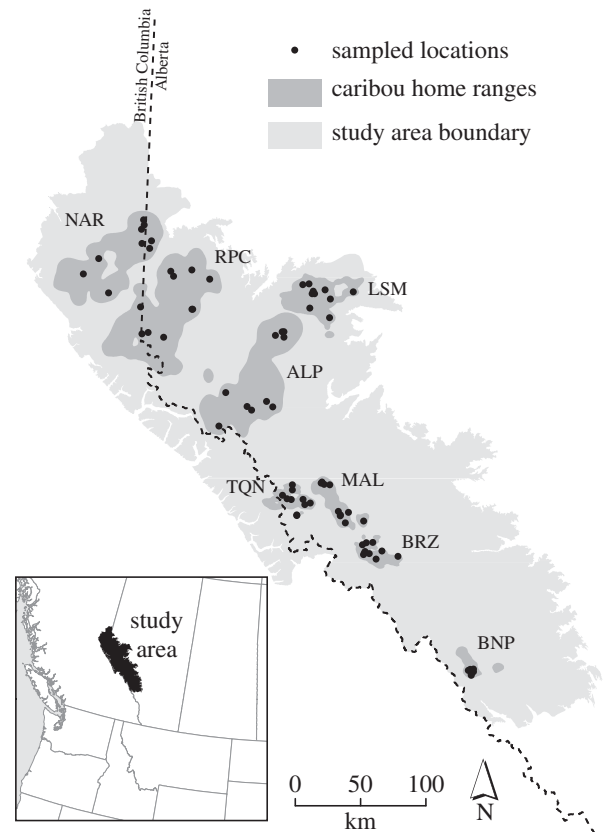 British Columbia
Alberta
sampled locations
caribou home ranges
study area boundary
NAR
RPC
LSM
ALP
TQN
MAL
BRZ
BNP
study
area
0 50 100
km
N